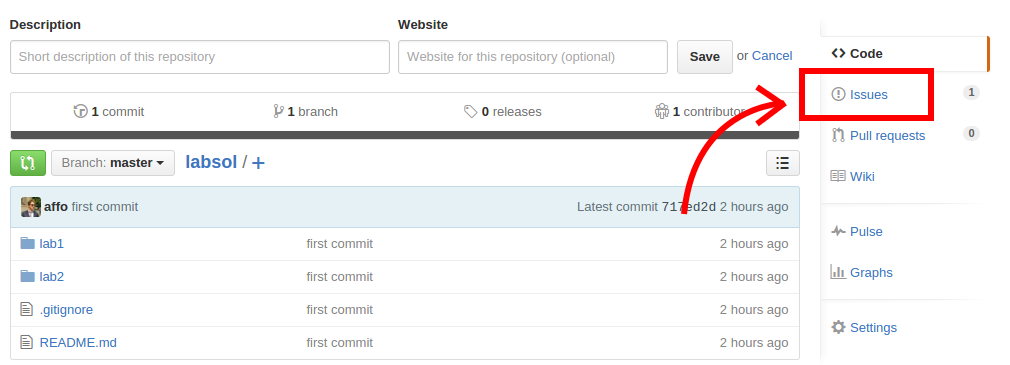 Description Website
Short description of this repository Website for this repository (optional) Save or Cancel
1 commit 1 branch 0 releases 1 contributor
Branch: master labsol / +
affo first commit Latest commit 717ed2d 2 hours ago
lab1 first commit 2 hours ago
lab2 first commit 2 hours ago
.gitignore first commit 2 hours ago
README.md first commit 2 hours ago
Code
Issues 1
Pull requests 0
Wiki
Pulse
Graphs
Settings